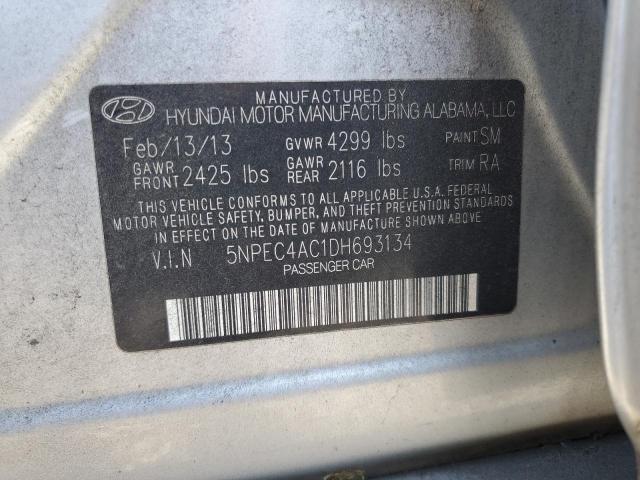 MANUFACTURED BY
HYUNDAI MOTOR MANUFACTURING ALABAMA, LLC
Feb/13/13 GVWR 4299 lbs PAINT SM
GAWR FRONT 2425 lbs GAWR REAR 2116 lbs TRIM RA
THIS VEHICLE CONFORMS TO ALL APPLICABLE U.S.A. FEDERAL
MOTOR VEHICLE SAFETY, BUMPER, AND THEFT PREVENTION STANDARDS
IN EFFECT ON THE DATE OF MANUFACTURE SHOWN ABOVE.
V.I.N 5NPEC4AC1DH693134
PASSENGER CAR